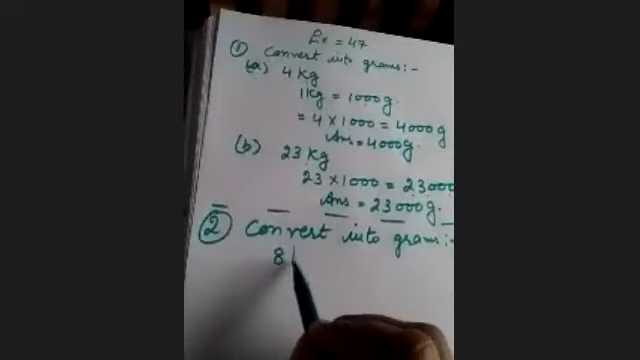 Ex = 47
① Convert into grams:-
(a) 4 Kg
1Kg = 1000g.
= 4 × 1000 = 4000g
Ans = 4000g.
(b) 23 Kg
23 × 1000 = 23000
Ans = 23000g.
② Convert into grams:-
8